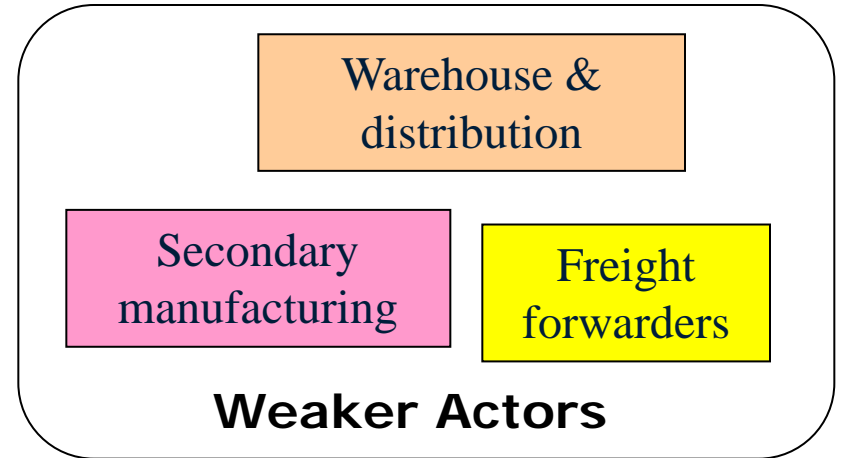 Warehouse &
distribution
Secondary
manufacturing
Freight
forwarders
Weaker Actors